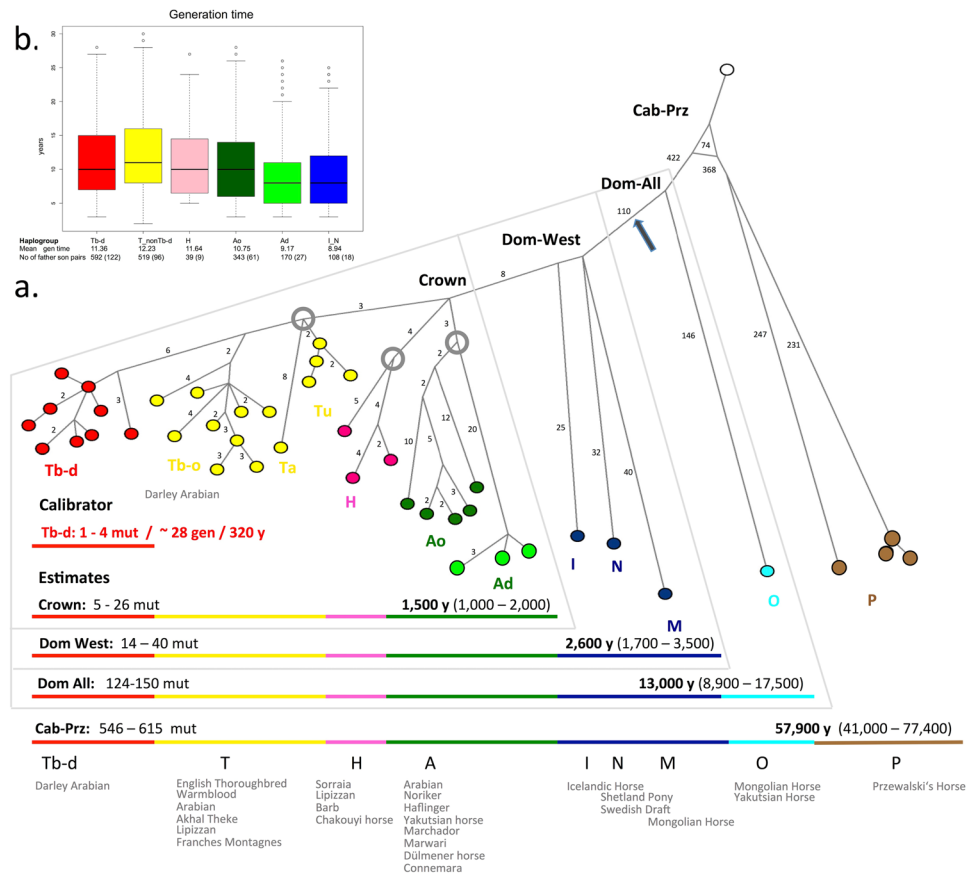 b.
Generation time
years
30
25
20
15
10
5
Haplogroup Tb-d T_nonTb-d H Ao Ad I_N
Mean gen time 11.36 12.23 11.64 10.75 9.17 8.94
No of father son pairs 592 (122) 519 (96) 39 (9) 343 (61) 170 (27) 108 (18)
Cab-Prz
74
422
368
Dom-All
110
Dom-West
a.
Crown
8
3
3
4
6
2
2
146
247
231
4
2
8
2
2
3
2
2
12
4
2
3
5
4
20
25
32
40
2
4
2
10
5
3
3
4
2
2
3
3
Tu
Tb-d
Tb-o
Ta
H
Ao
Ad
I
N
M
O
P
Darley Arabian
Calibrator
Tb-d: 1 - 4 mut / ~ 28 gen / 320 y
Estimates
Crown: 5 - 26 mut 1,500 y (1,000 – 2,000)
Dom West: 14 – 40 mut 2,600 y (1,700 – 3,500)
Dom All: 124-150 mut 13,000 y (8,900 – 17,500)
Cab-Prz: 546 – 615 mut 57,900 y (41,000 – 77,400)
Tb-d T H A I N M O P
Darley Arabian
English Thoroughbred
Warmblood
Arabian
Akhal Theke
Lipizzan
Franches Montagnes
Sorraia
Lipizzan
Barb
Chakouyi horse
Arabian
Noriker
Haflinger
Yakutsian horse
Marchador
Marwari
Dülmener horse
Connemara
Icelandic Horse
Shetland Pony
Swedish Draft
Mongolian Horse
Mongolian Horse
Yakutsian Horse
Przewalski's Horse